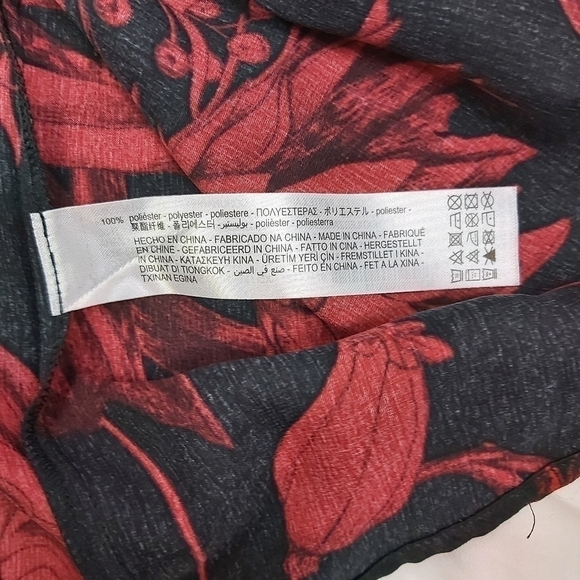 100% poliéster - polyester - poliestere - ΠΟΛΥΕΣΤΕΡΑΣ - ポリエステル - poliester -
聚酯纤维 - 폴리에스터 - بوليستير - polièster - poliesterra
HECHO EN CHINA - FABRICADO NA CHINA - MADE IN CHINA - FABRIQUÉ
EN CHINE - GEFABRICEERD IN CHINA - FATTO IN CINA - HERGESTELLT
IN CHINA - ΚΑΤΑΣΚΕΥΗ ΚΙΝΑ - ÜRETİM YERİ ÇİN - FREMSTILLET I KINA -
DIBUAT DI TIONGKOK - صنع في الصين - FEITO EN CHINA - FET A LA XINA -
TXINAN EGINA